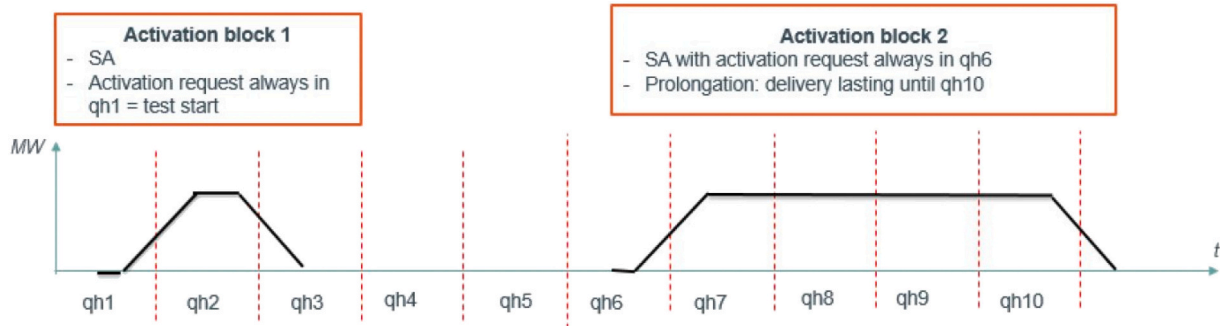 Activation block 1
- SA
- Activation request always in
qh1 = test start
Activation block 2
- SA with activation request always in qh6
- Prolongation: delivery lasting until qh10
MW
t
qh1 qh2 qh3 qh4 qh5 qh6 qh7 qh8 qh9 qh10